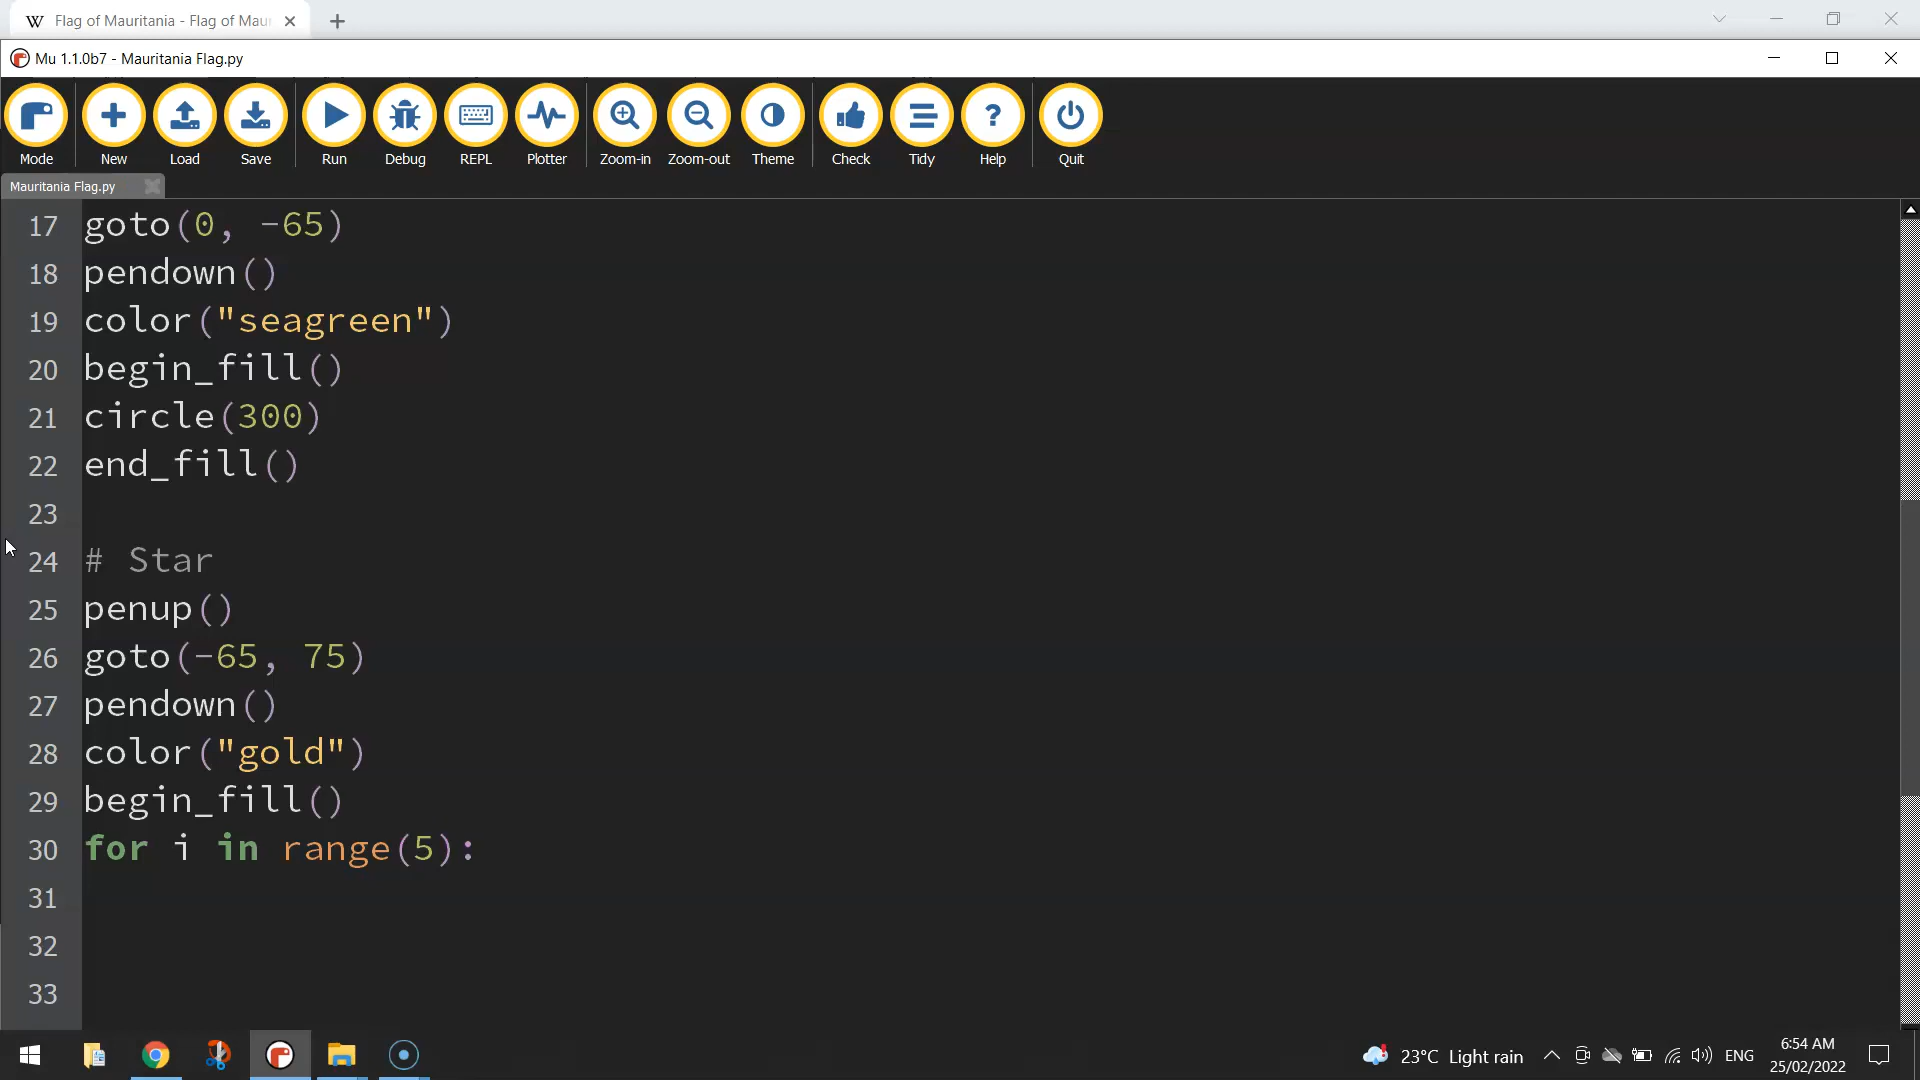 W Flag of Mauritania - Flag of Mau
Mu 1.1.0b7 - Mauritania Flag.py
Mode New Load Save Run Debug REPL Plotter Zoom-in Zoom-out Theme Check Tidy Help Quit
Mauritania Flag.py
17 goto(0, -65)
18 pendown()
19 color("seagreen")
20 begin_fill()
21 circle(300)
22 end_fill()
23
24 # Star
25 penup()
26 goto(-65, 75)
27 pendown()
28 color("gold")
29 begin_fill()
30 for i in range(5):
31
32
33
23°C Light rain ENG 6:54 AM
25/02/2022